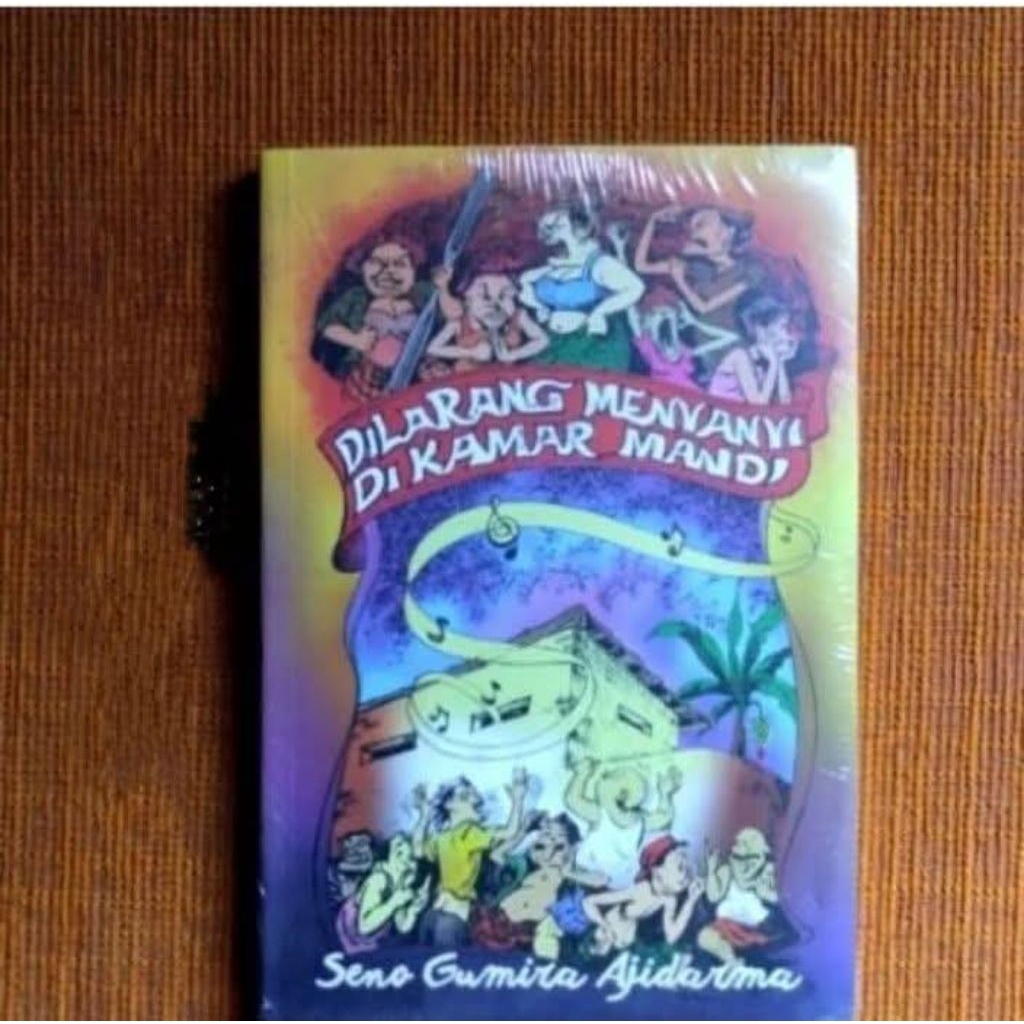 DILARANG MENYANYI
DI KAMAR MANDI
Seno Gumira Ajidarma